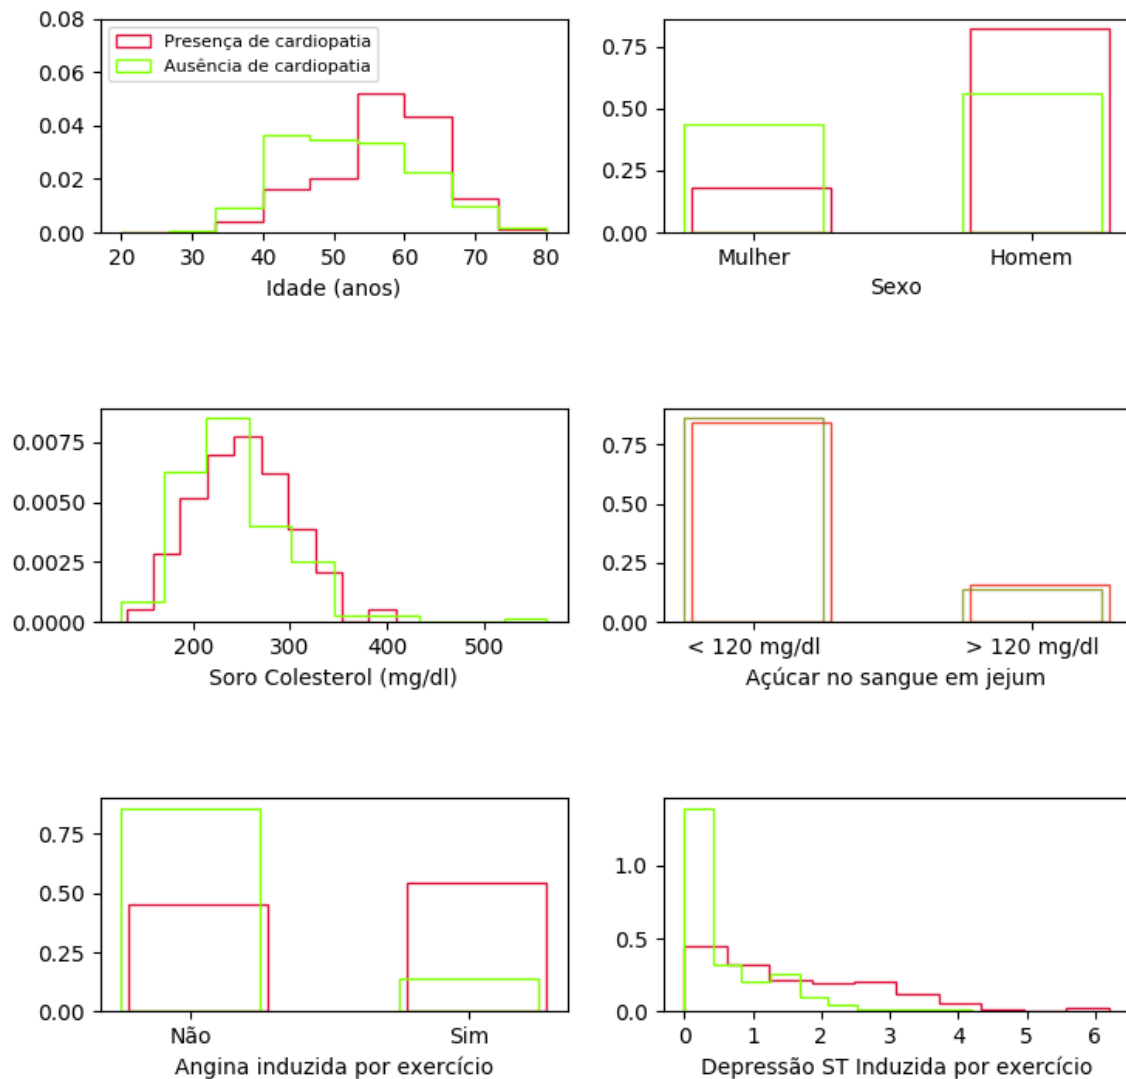 0.08
0.06
0.04
0.02
0.00
Presença de cardiopatia
Ausência de cardiopatia
20 30 40 50 60 70 80
Idade (anos)
0.75
0.50
0.25
0.00
Mulher Homem
Sexo
0.0075
0.0050
0.0025
0.0000
200 300 400 500
Soro Colesterol (mg/dl)
0.75
0.50
0.25
0.00
< 120 mg/dl > 120 mg/dl
Açúcar no sangue em jejum
0.75
0.50
0.25
0.00
Não Sim
Angina induzida por exercício
1.0
0.5
0.0
0 1 2 3 4 5 6
Depressão ST Induzida por exercício